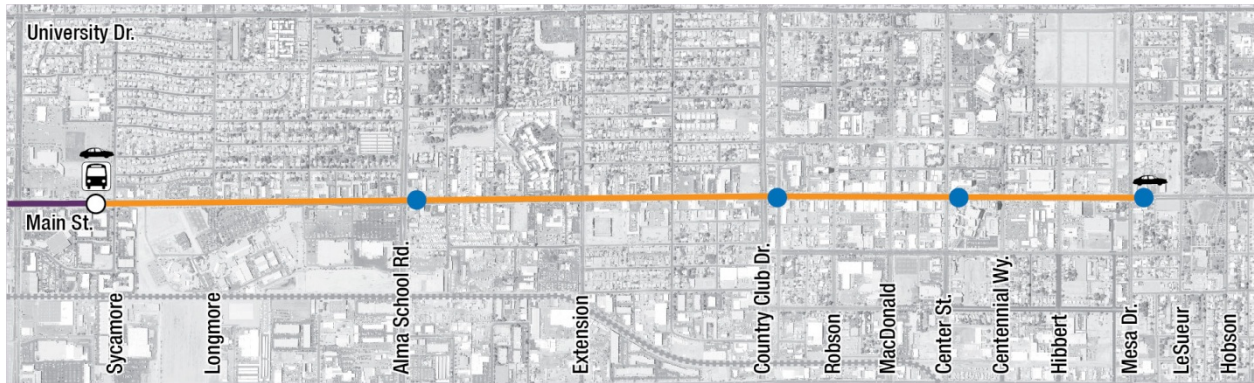 University Dr.
Main St.
Sycamore
Longmore
Alma School Rd.
Extension
Country Club Dr.
Robson
MacDonald
Center St.
Centennial Wy.
Hibbert
Mesa Dr.
LeSueur
Hobson